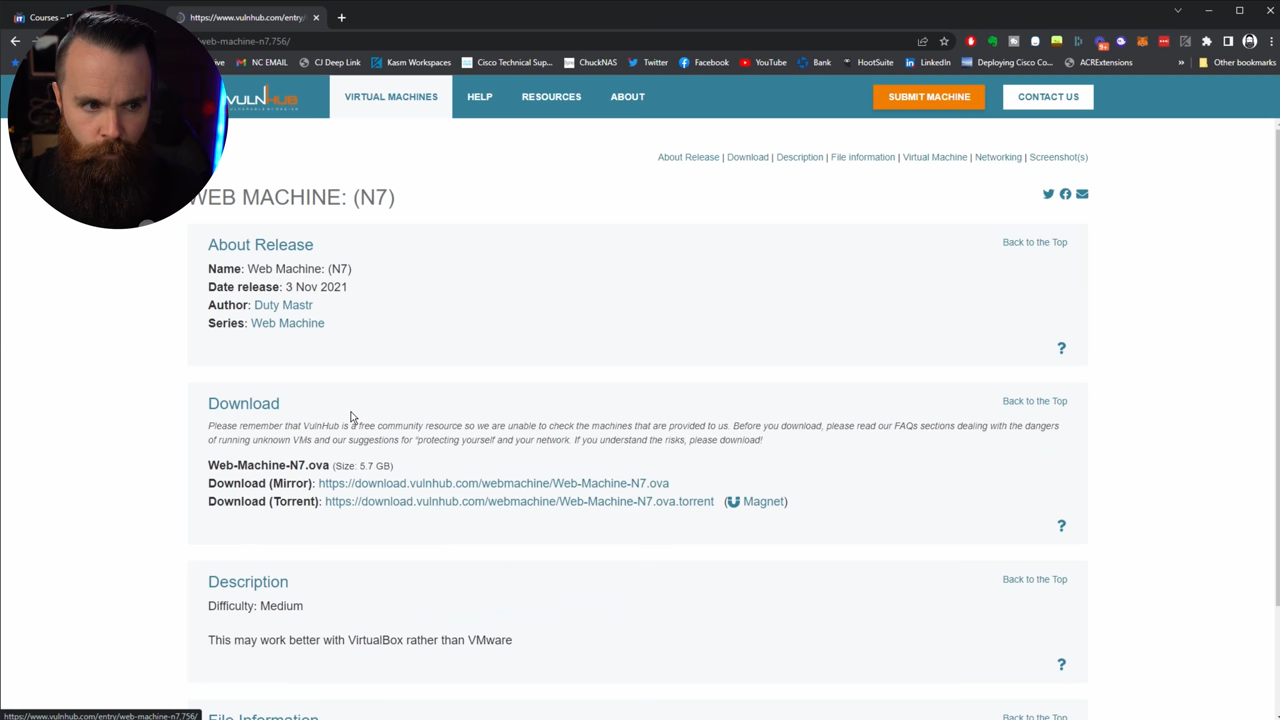 Courses –
https://www.vulnhub.com/entry/
web-machine-n7,756/
NC EMAIL
CJ Deep Link
Kasm Workspaces
Cisco Technical Sup...
ChuckNAS
Twitter
Facebook
YouTube
Bank
HootSuite
LinkedIn
Deploying Cisco Co...
ACRExtensions
»
Other bookmarks
VULNHUB
VIRTUAL MACHINES
HELP
RESOURCES
ABOUT
SUBMIT MACHINE
CONTACT US
About Release | Download | Description | File information | Virtual Machine | Networking | Screenshot(s)
WEB MACHINE: (N7)
About Release
Back to the Top
Name: Web Machine: (N7)
Date release: 3 Nov 2021
Author: Duty Mastr
Series: Web Machine
?
Download
Back to the Top
Please remember that VulnHub is a free community resource so we are unable to check the machines that are provided to us. Before you download, please read our FAQs sections dealing with the dangers
of running unknown VMs and our suggestions for "protecting yourself and your network. If you understand the risks, please download!
Web-Machine-N7.ova (Size: 5.7 GB)
Download (Mirror): https://download.vulnhub.com/webmachine/Web-Machine-N7.ova
Download (Torrent): https://download.vulnhub.com/webmachine/Web-Machine-N7.ova.torrent (Magnet)
?
Description
Back to the Top
Difficulty: Medium
This may work better with VirtualBox rather than VMware
?
File Information
Back to the Top
https://www.vulnhub.com/entry/web-machine-n7,756/